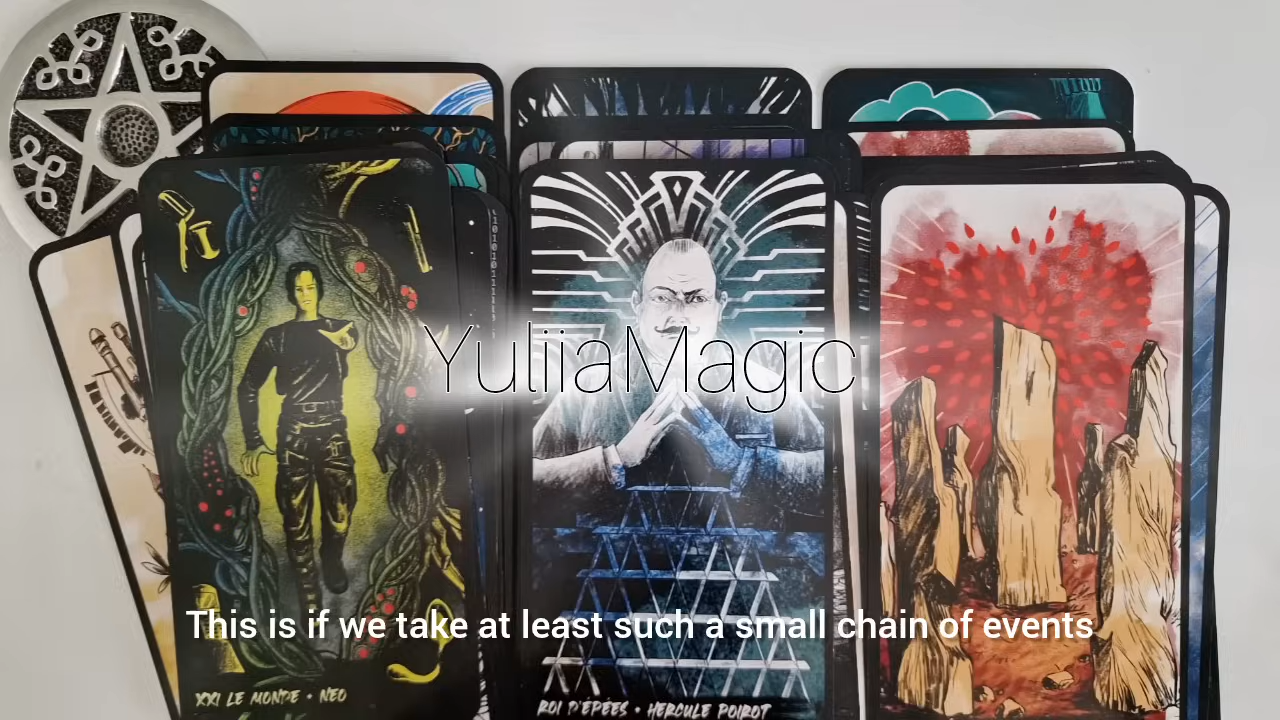 YuliiaMagic
This is if we take at least such a small chain of events
XXI LE MONDE • NEO
ROI D'ÉPÉES • HERCULE POIROT